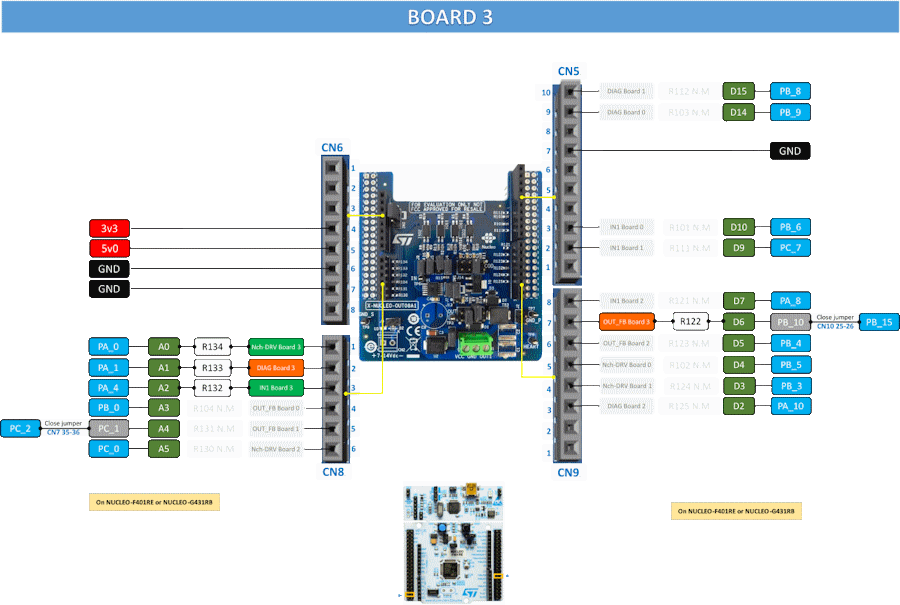 BOARD 3
CN5
10 DIAG Board 1 R112 N.M D15 PB_8
9 DIAG Board 0 R103 N.M D14 PB_9
8
7 GND
6
5
4
3 IN1 Board 0 R101 N.M D10 PB_6
2 IN1 Board 1 R111 N.M D9 PC_7
1
CN6
1
2
3
3v3 4
5v0 5
GND 6
GND 7
8
FOR EVALUATION ONLY NOT
FCC APPROVED FOR RESALE
Nucleo
X-NUCLEO-OUT08A1
VCC GND OUT1
8 IN1 Board 2 R121 N.M D7 PA_8
7 OUT_FB Board 3 R122 D6 PB_10 Close jumper CN10 25-26 PB_15
6 OUT_FB Board 2 R123 N.M D5 PB_4
5 Nch-DRV Board 0 R102 N.M D4 PB_5
4 Nch-DRV Board 1 R124 N.M D3 PB_3
3 DIAG Board 2 R125 N.M D2 PA_10
2
1
CN9
PA_0 A0 R134 Nch-DRV Board 3 1
PA_1 A1 R133 DIAG Board 3 2
PA_4 A2 R132 IN1 Board 3 3
PB_0 A3 R104 N.M OUT_FB Board 0 4
PC_2 Close jumper CN7 35-36 PC_1 A4 R131 N.M OUT_FB Board 1 5
PC_0 A5 R130 N.M Nch-DRV Board 2 6
CN8
On NUCLEO-F401RE or NUCLEO-G431RB
On NUCLEO-F401RE or NUCLEO-G431RB